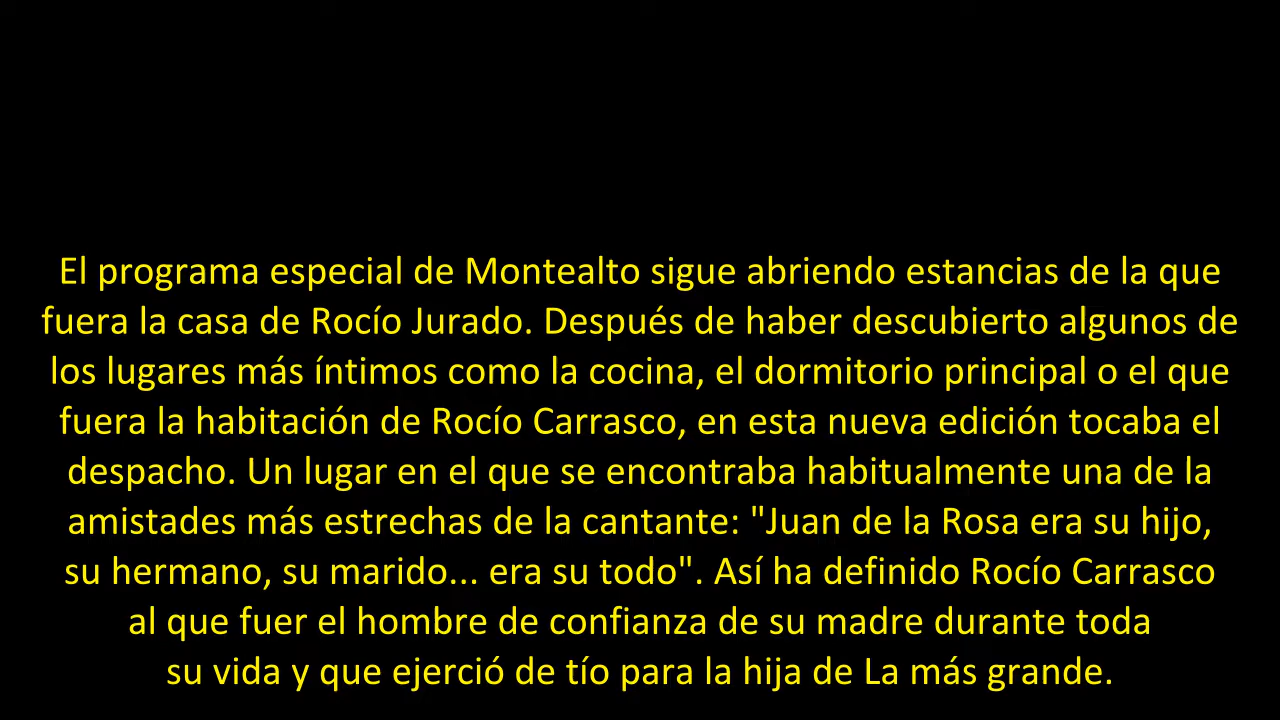 El programa especial de Montealto sigue abriendo estancias de la que
fuera la casa de Rocío Jurado. Después de haber descubierto algunos de
los lugares más íntimos como la cocina, el dormitorio principal o el que
fuera la habitación de Rocío Carrasco, en esta nueva edición tocaba el
despacho. Un lugar en el que se encontraba habitualmente una de la
amistades más estrechas de la cantante: "Juan de la Rosa era su hijo,
su hermano, su marido... era su todo". Así ha definido Rocío Carrasco
al que fuer el hombre de confianza de su madre durante toda
su vida y que ejerció de tío para la hija de La más grande.